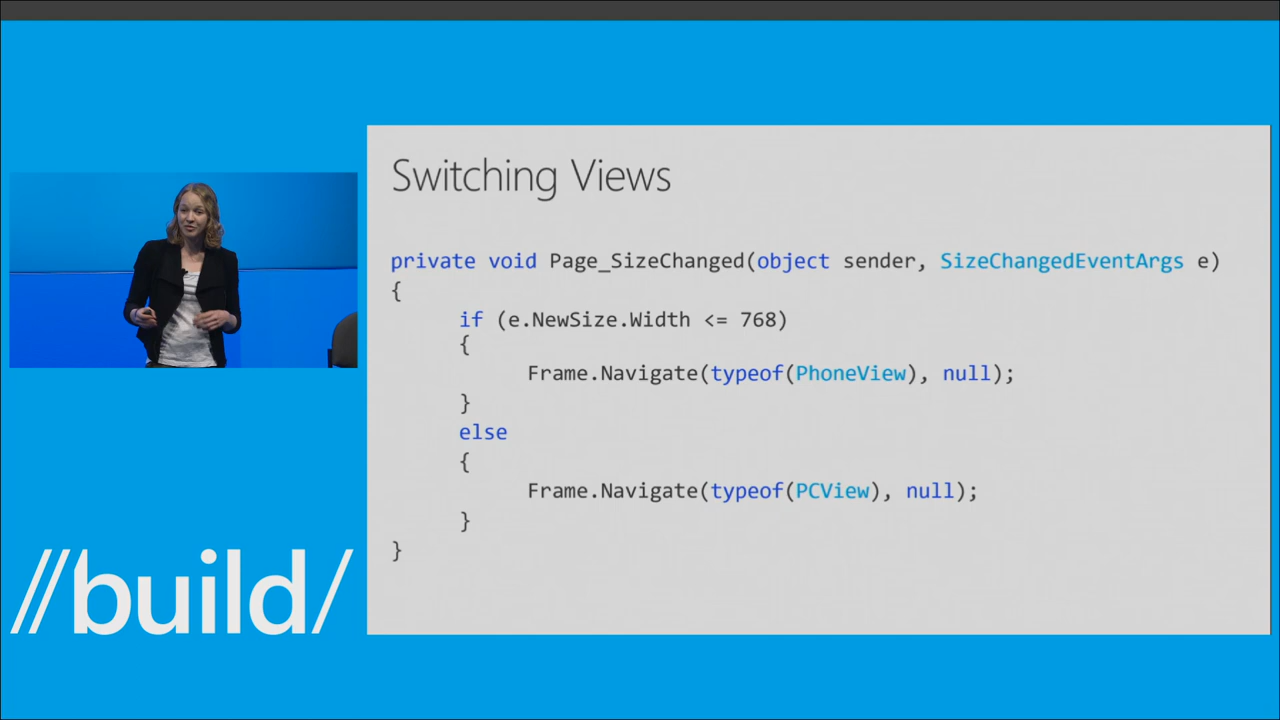 Switching Views
private void Page_SizeChanged(object sender, SizeChangedEventArgs e)
{
if (e.NewSize.Width <= 768)
{
Frame.Navigate(typeof(PhoneView), null);
}
else
{
Frame.Navigate(typeof(PCView), null);
}
}
//build/